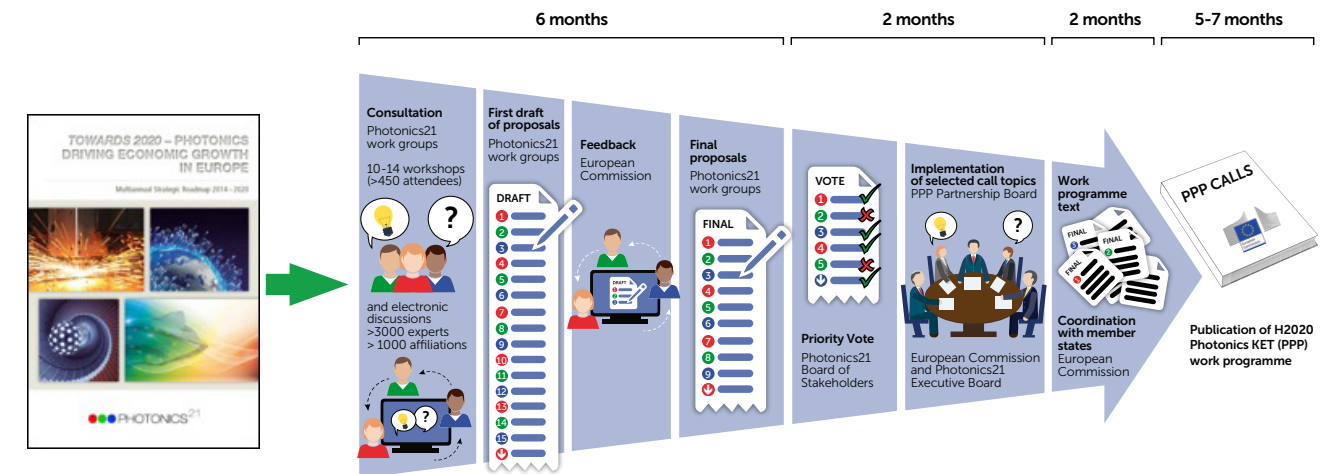 6 months
2 months
2 months
5-7 months
TOWARDS 2020 – PHOTONICS
DRIVING ECONOMIC GROWTH
IN EUROPE
Multiannual Strategic Roadmap 2014 – 2020
PHOTONICS21
Consultation
Photonics21
work groups
10-14 workshops
(>450 attendees)
?
and electronic
discussions
>3000 experts
> 1000 affiliations
?
First draft
of proposals
Photonics21
work groups
DRAFT
1
2
3
4
5
6
7
8
9
10
11
12
13
14
15
Feedback
European
Commission
DRAFT
1
2
3
Final
proposals
Photonics21
work groups
FINAL
1
2
3
4
5
6
7
8
9
VOTE
1
2
3
4
5
Priority Vote
Photonics21
Board of
Stakeholders
Implementation
of selected call topics
PPP Partnership Board
?
European Commission
and Photonics21
Executive Board
Work
programme
text
FINAL
3
FINAL
2
FINAL
Coordination
with member
states
European
Commission
PPP CALLS
Publication of H2020
Photonics KET (PPP)
work programme